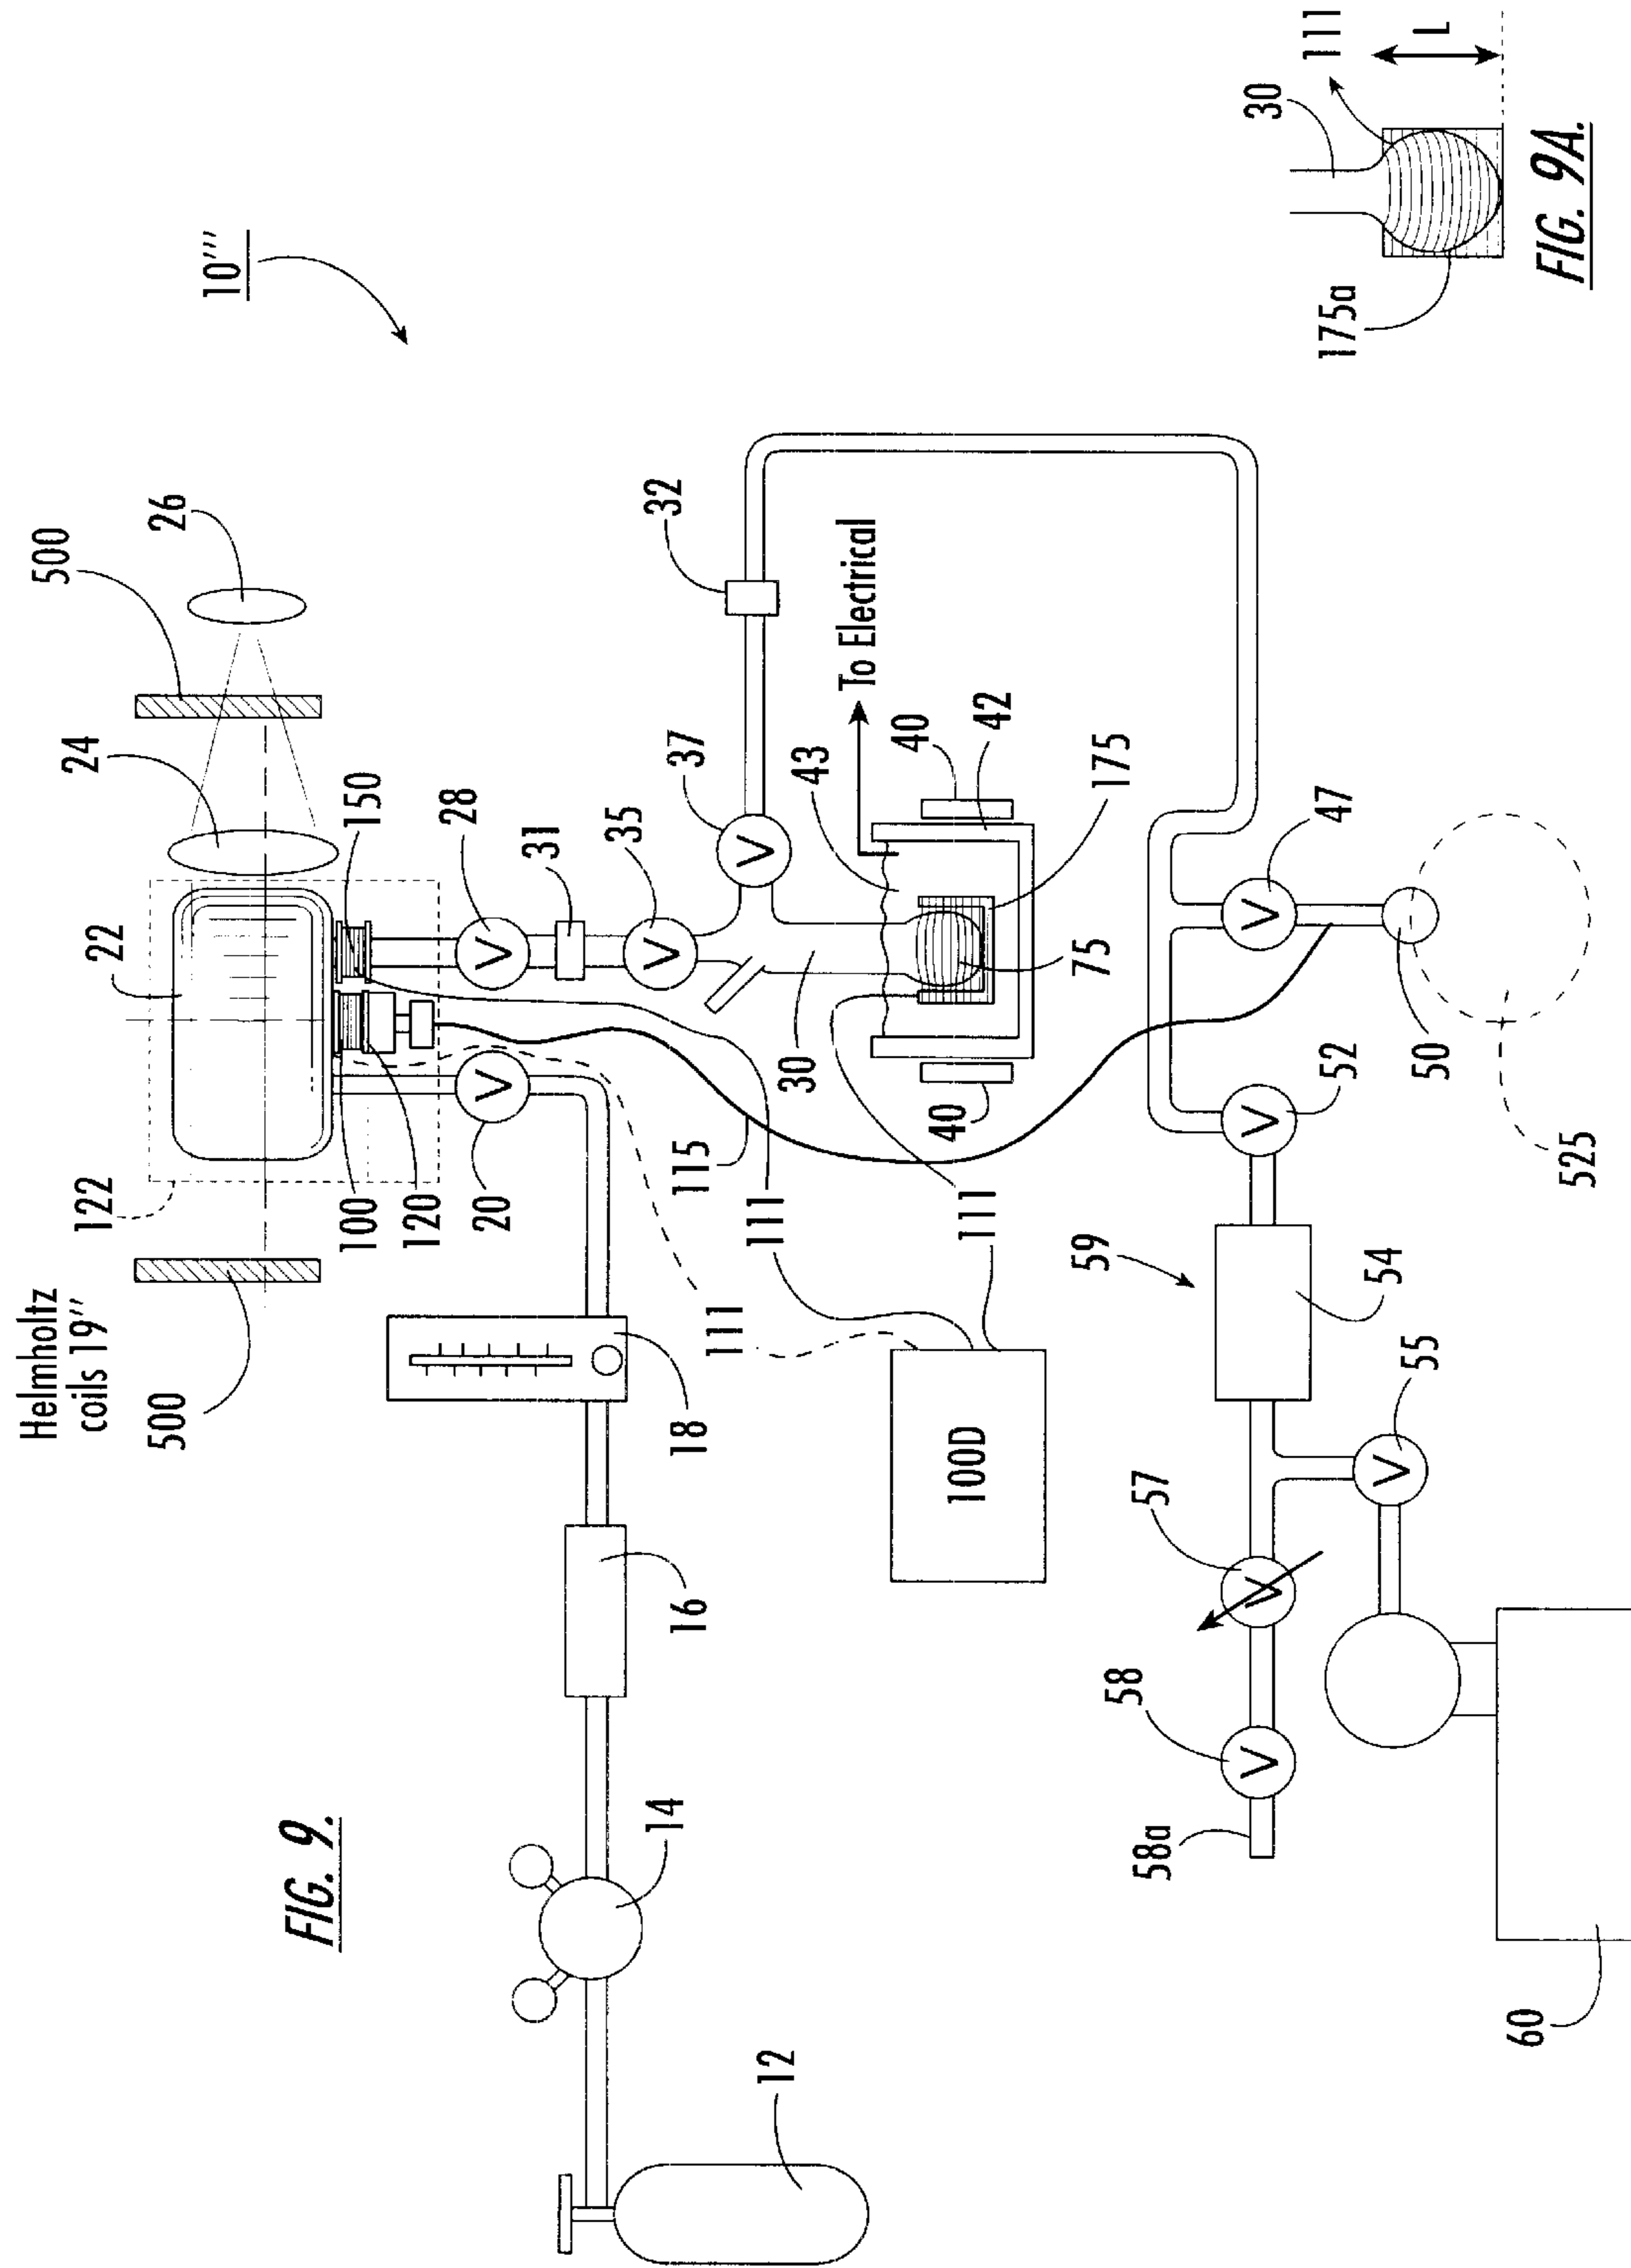 Helmholtz
coils 19"
500
122
22
24
500
26
10‴
100
120
20
150
28
31
35
37
32
18
16
14
12
FIG. 9.
111
115
111
30
43
To Electrical
40
42
175
75
40
111
100D
59
54
52
47
50
525
55
57
58
58a
60
30
111
L
175a
FIG. 9A.
V
V
V
V
V
V
V
V
V